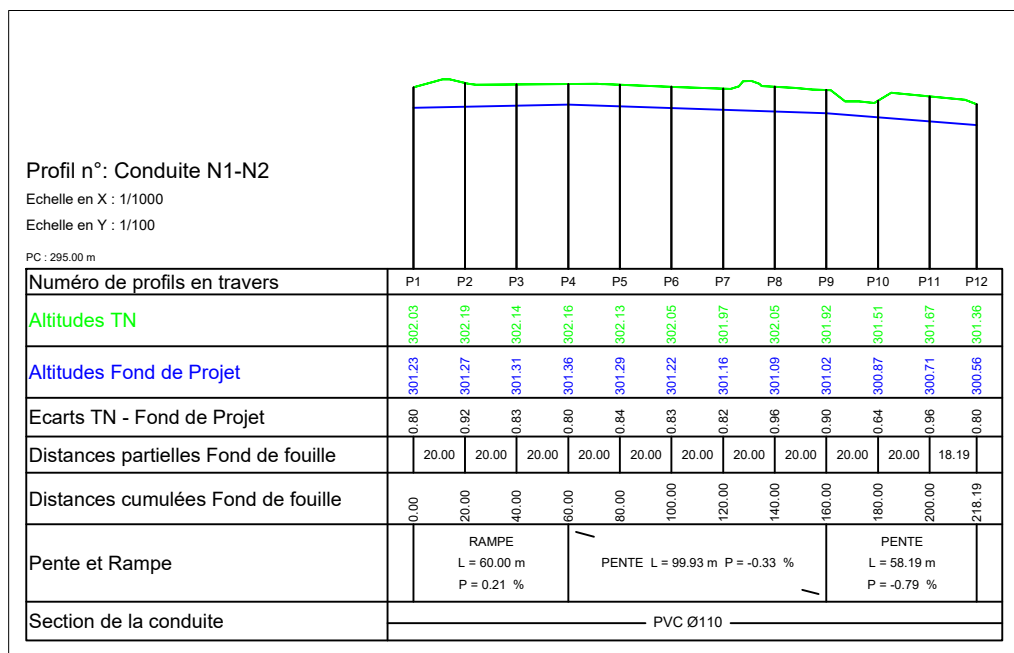 Profil n°: Conduite N1-N2
Echelle en X : 1/1000
Echelle en Y : 1/100
PC : 295.00 m
Numéro de profils en travers P1 P2 P3 P4 P5 P6 P7 P8 P9 P10 P11 P12
Altitudes TN 302.03 302.19 302.14 302.16 302.13 302.05 301.97 302.05 301.92 301.51 301.67 301.36
Altitudes Fond de Projet 301.23 301.27 301.31 301.36 301.29 301.22 301.16 301.09 301.02 300.87 300.71 300.56
Ecarts TN - Fond de Projet 0.80 0.92 0.83 0.80 0.84 0.83 0.82 0.96 0.90 0.64 0.96 0.80
Distances partielles Fond de fouille 20.00 20.00 20.00 20.00 20.00 20.00 20.00 20.00 20.00 20.00 18.19
Distances cumulées Fond de fouille 0.00 20.00 40.00 60.00 80.00 100.00 120.00 140.00 160.00 180.00 200.00 218.19
Pente et Rampe
RAMPE
L = 60.00 m
P = 0.21 %
PENTE L = 99.93 m P = -0.33 %
PENTE
L = 58.19 m
P = -0.79 %
Section de la conduite PVC Ø110